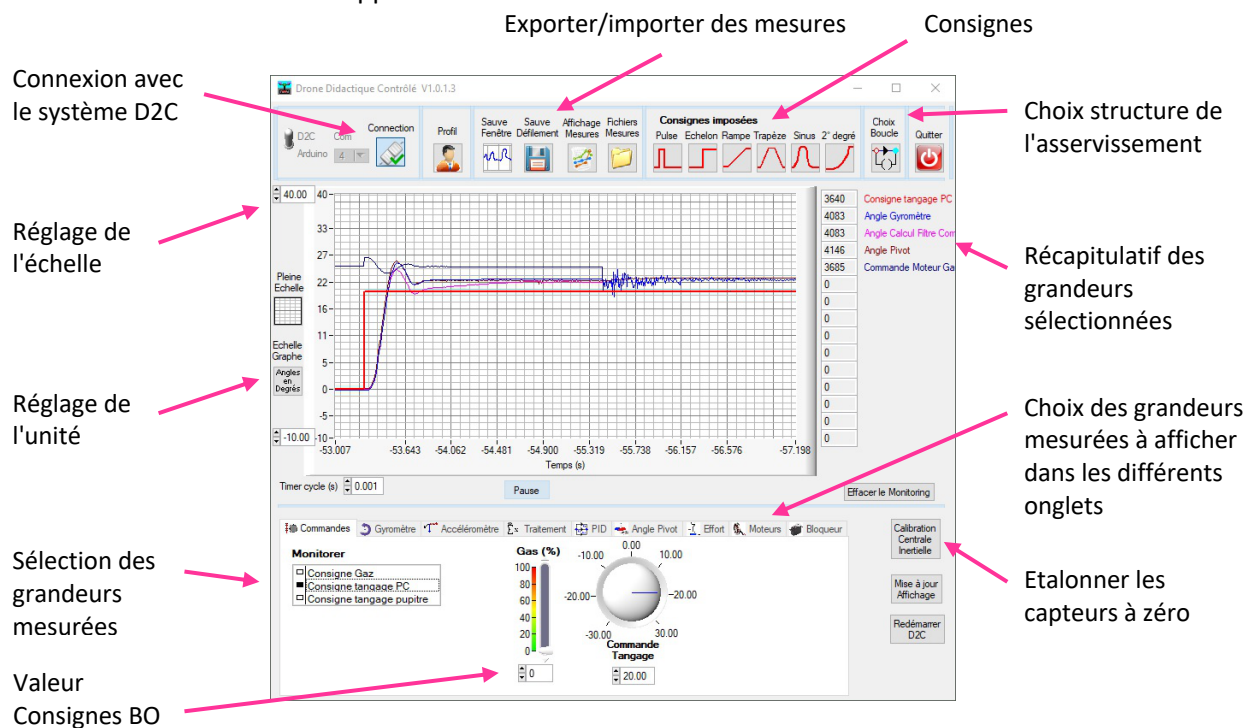 Exporter/importer des mesures
Consignes
Connexion avec
le système D2C
Choix structure de
l'asservissement
Réglage de
l'échelle
Récapitulatif des
grandeurs
sélectionnées
Réglage de
l'unité
Choix des grandeurs
mesurées à afficher
dans les différents
onglets
Sélection des
grandeurs
mesurées
Etalonner les
capteurs à zéro
Valeur
Consignes BO
Drone Didactique Contrôlé V1.0.1.3
D2C
Arduino
Com
4
Connection
Profil
Sauve
Fenêtre
Sauve
Défilement
Affichage
Mesures
Fichiers
Mesures
Consignes imposées
Pulse Echelon Rampe Trapèze Sinus 2° degré
Choix
Boucle
Quitter
40.00
Pleine
Echelle
Echelle
Graphe
Angles
en
Degrés
-10.00
40
33
27
22
16
11
5
0
-5
-10
-53.007 -53.643 -54.062 -54.481 -54.900 -55.319 -55.738 -56.157 -56.576 -57.198
Temps (s)
3640 Consigne tangage PC
4083 Angle Gyromètre
4083 Angle Calcul Filtre Com
4146 Angle Pivot
3685 Commande Moteur Ga
0
0
0
0
0
0
0
0
0
0
Timer cycle (s) 0.001
Pause
Effacer le Monitoring
Commandes Gyromètre Accéléromètre Traitement PID Angle Pivot Effort Moteurs Bloqueur
Monitorer
Consigne Gaz
Consigne tangage PC
Consigne tangage pupitre
Gas (%)
100
80
60
40
20
0
0
-30.00
-20.00
-10.00
0.00
10.00
20.00
30.00
Commande
Tangage
20.00
Calibration
Centrale
Inertielle
Mise à jour
Affichage
Redémarrer
D2C